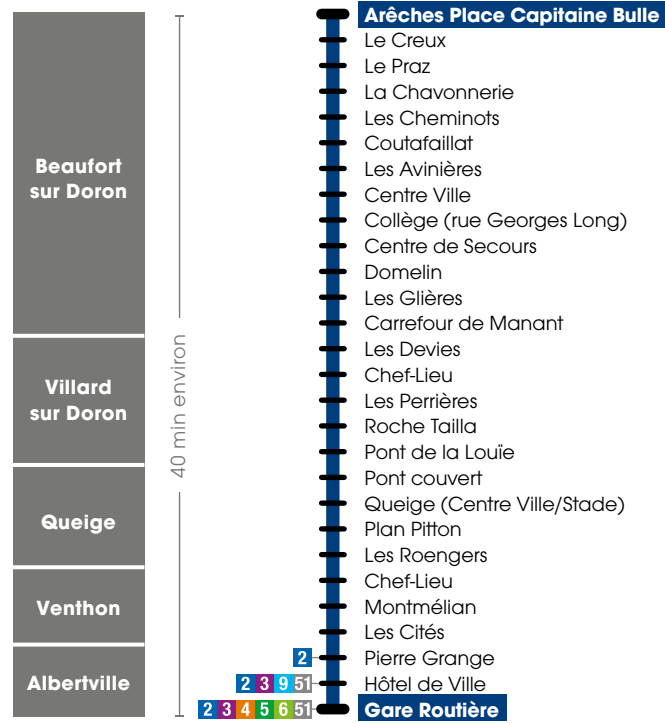 Arêches Place Capitaine Bulle
Le Creux
Le Praz
La Chavonnerie
Les Cheminots
Coutafaillat
Beaufort
sur Doron
Les Avinières
Centre Ville
Collège (rue Georges Long)
Centre de Secours
Domelin
Les Glières
Carrefour de Manant
40 min environ
Villard
sur Doron
Les Devies
Chef-Lieu
Les Perrières
Roche Tailla
Pont de la Louïe
Queige
Pont couvert
Queige (Centre Ville/Stade)
Plan Pitton
Les Roengers
Venthon
Chef-Lieu
Montmélian
Les Cités
Albertville
2 Pierre Grange
2 3 9 51 Hôtel de Ville
2 3 4 5 6 51 Gare Routière